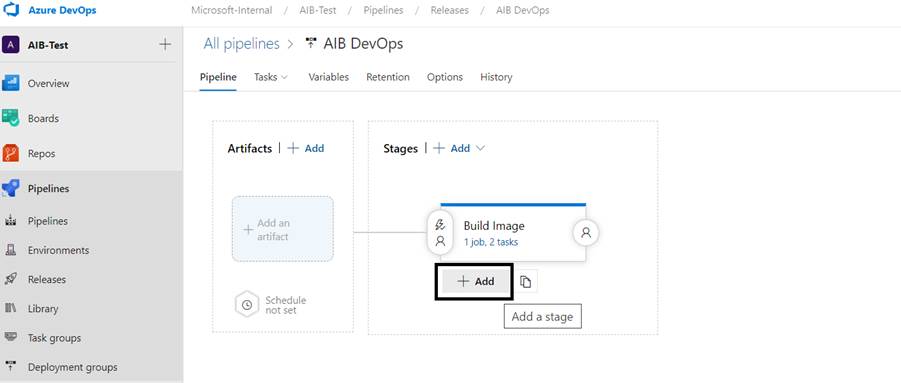 Azure DevOps
Microsoft-Internal / AIB-Test / Pipelines / Releases / AIB DevOps
A AIB-Test +
All pipelines > AIB DevOps
Pipeline Tasks Variables Retention Options History
Overview
Boards
Repos
Pipelines
Pipelines
Environments
Releases
Library
Task groups
Deployment groups
Artifacts | + Add
+ Add an
artifact
Schedule
not set
Stages | + Add
Build Image
1 job, 2 tasks
+ Add
Add a stage